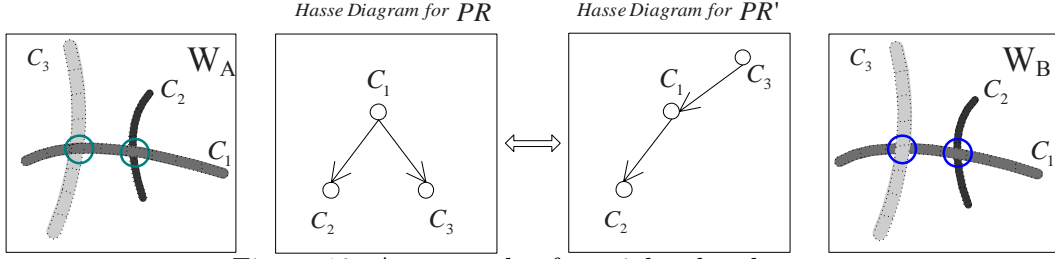 Hasse Diagram for PR
Hasse Diagram for PR'
C3
WA
C2
C1
C1
C2
C3
C1
C3
C2
C3
WB
C2
C1